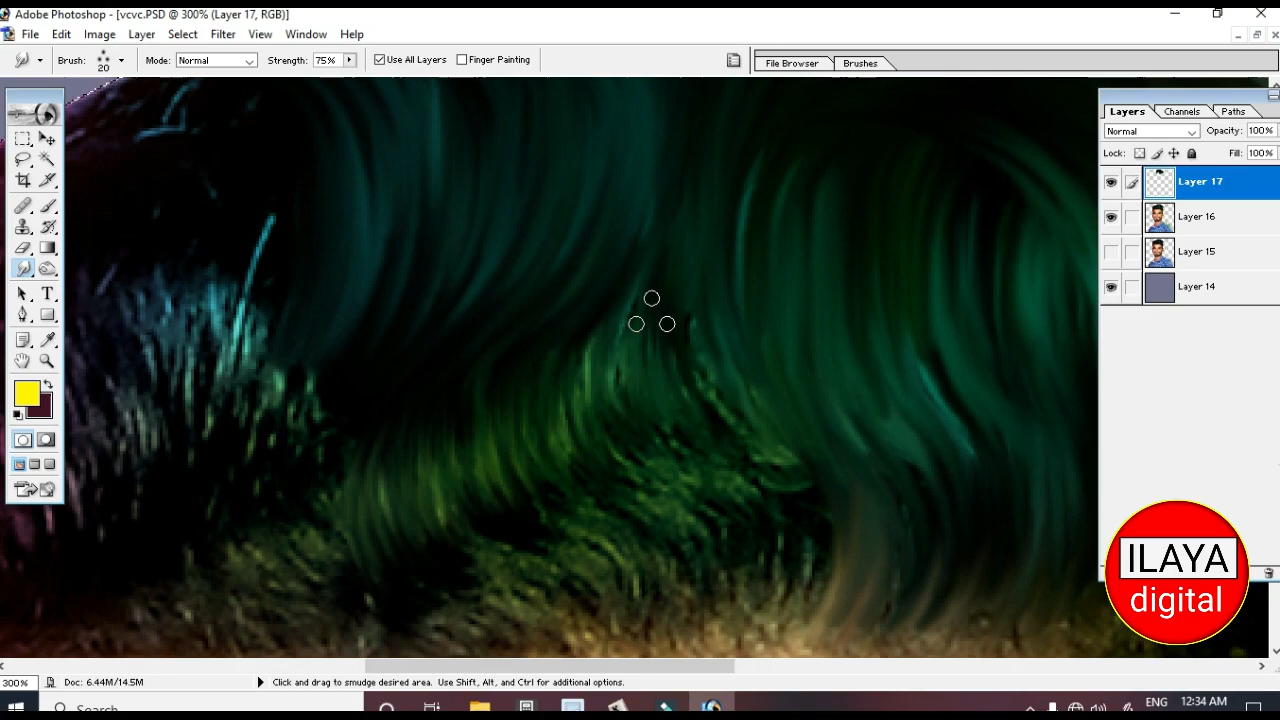 Adobe Photoshop - [vcvc.PSD @ 300% (Layer 17, RGB)]
File Edit Image Layer Select Filter View Window Help
Brush: 20 Mode: Normal Strength: 75% Use All Layers Finger Painting File Browser Brushes
Layers Channels Paths
Normal Opacity: 100%
Lock: Fill: 100%
Layer 17
Layer 16
Layer 15
Layer 14
T
ILAYA
digital
300% Doc: 6.44M/14.5M Click and drag to smudge desired area. Use Shift, Alt, and Ctrl for additional options.
Search ENG 12:34 AM